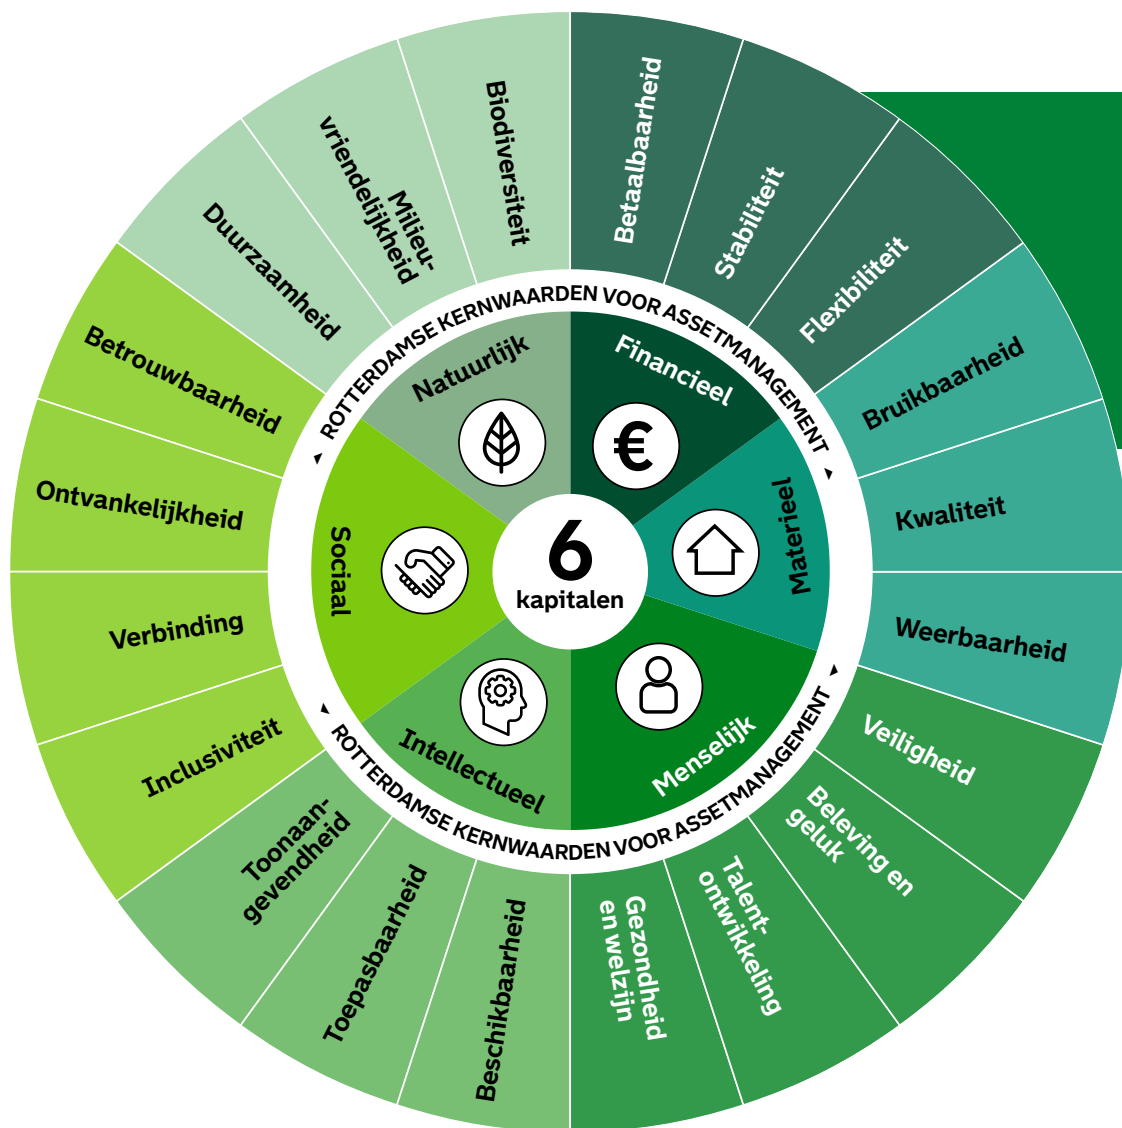 6
kapitalen
Financieel
Materieel
Menselijk
Intellectueel
Sociaal
Natuurlijk
€
ROTTERDAMSE KERNWAARDEN VOOR ASSETMANAGEMENT
ROTTERDAMSE KERNWAARDEN VOOR ASSETMANAGEMENT
Betaalbaarheid
Stabiliteit
Flexibiliteit
Bruikbaarheid
Kwaliteit
Weerbaarheid
Veiligheid
Beleving en
geluk
Talent-
ontwikkeling
Gezondheid
en welzijn
Beschikbaarheid
Toepasbaarheid
Toonaan-
gevendheid
Inclusiviteit
Verbinding
Ontvankelijkheid
Betrouwbaarheid
Duurzaamheid
Milieu-
vriendelijkheid
Biodiversiteit